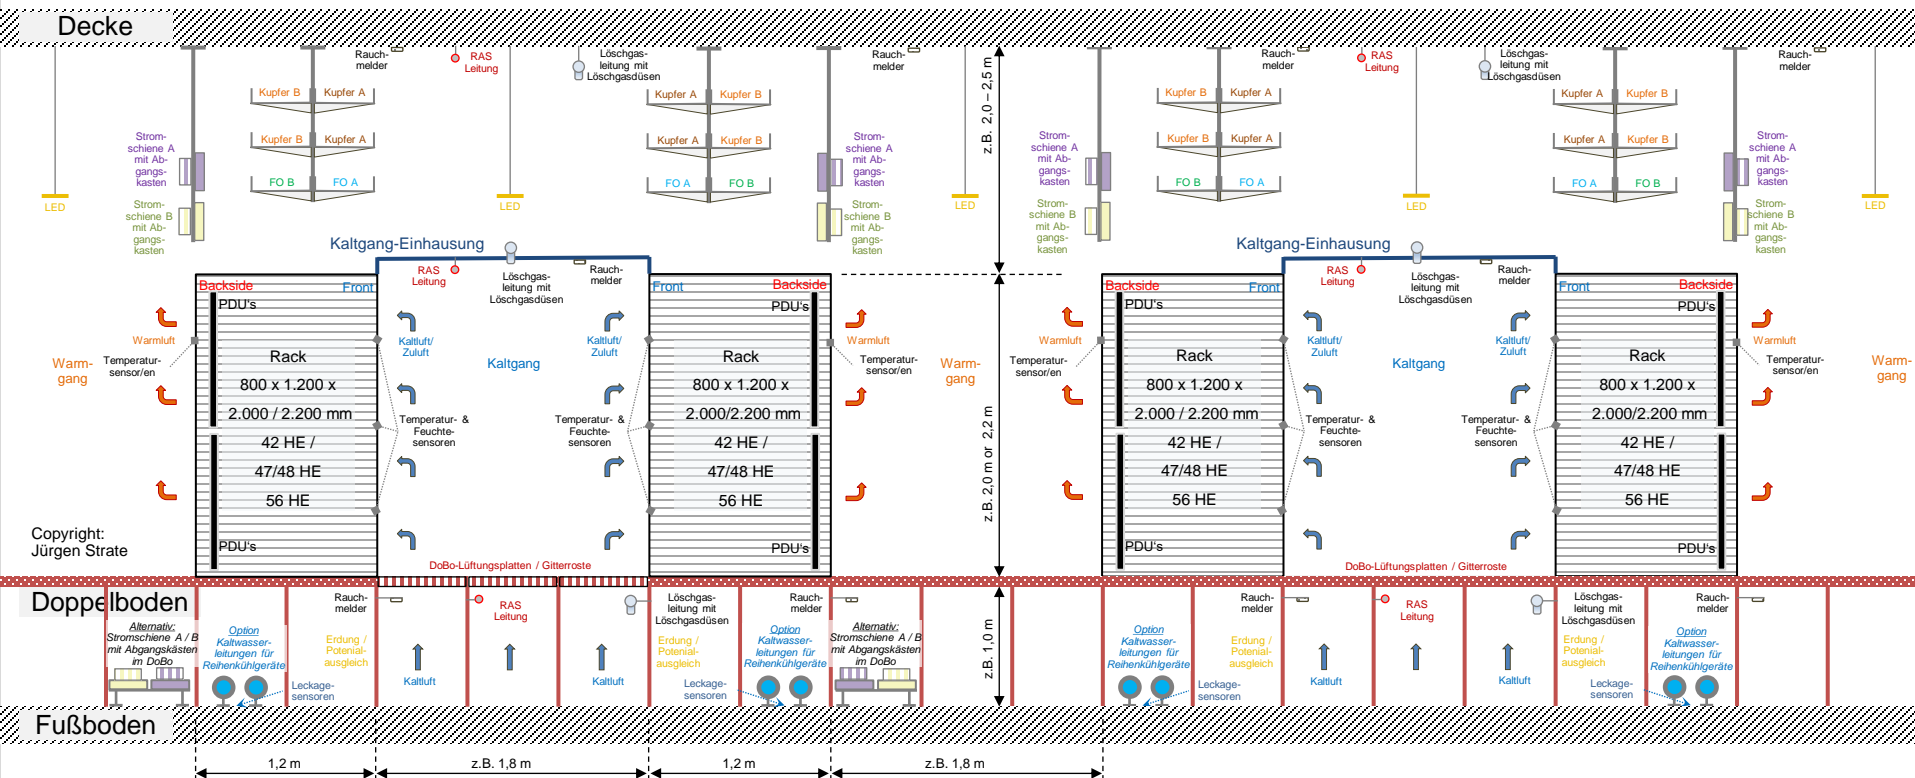 Decke
Rauch-
melder
RAS
Leitung
Löschgas-
leitung mit
Löschgasdüsen
Rauch-
melder
Rauch-
melder
RAS
Leitung
Löschgas-
leitung mit
Löschgasdüsen
Rauch-
melder
Kupfer B Kupfer A
Kupfer B Kupfer A
FO B FO A
Kupfer A Kupfer B
Kupfer A Kupfer B
FO A FO B
Kupfer B Kupfer A
Kupfer B Kupfer A
FO B FO A
Kupfer A Kupfer B
Kupfer A Kupfer B
FO A FO B
z.B. 2,0 – 2,5 m
Strom-
schiene A
mit Ab-
gangs-
kasten
Strom-
schiene B
mit Ab-
gangs-
kasten
Strom-
schiene A
mit Ab-
gangs-
kasten
Strom-
schiene B
mit Ab-
gangs-
kasten
Strom-
schiene A
mit Ab-
gangs-
kasten
Strom-
schiene B
mit Ab-
gangs-
kasten
Strom-
schiene A
mit Ab-
gangs-
kasten
Strom-
schiene B
mit Ab-
gangs-
kasten
LED
LED
LED
LED
LED
Kaltgang-Einhausung
RAS
Leitung
Löschgas-
leitung mit
Löschgasdüsen
Rauch-
melder
Kaltgang-Einhausung
RAS
Leitung
Löschgas-
leitung mit
Löschgasdüsen
Rauch-
melder
Backside Front
PDU's
Rack
800 x 1.200 x
2.000 / 2.200 mm
42 HE /
47/48 HE
56 HE
PDU's
Front Backside
PDU's
Rack
800 x 1.200 x
2.000/2.200 mm
42 HE /
47/48 HE
56 HE
PDU's
Backside Front
PDU's
Rack
800 x 1.200 x
2.000 / 2.200 mm
42 HE /
47/48 HE
56 HE
PDU's
Front Backside
PDU's
Rack
800 x 1.200 x
2.000/2.200 mm
42 HE /
47/48 HE
56 HE
PDU's
Warmluft
Warm-
gang
Temperatur-
sensor/en
Kaltluft/
Zuluft
Kaltgang
Kaltluft/
Zuluft
Temperatur- &
Feuchte-
sensoren
Temperatur- &
Feuchte-
sensoren
Warmluft
Temperatur-
sensor/en
Warm-
gang
z.B. 2,0 m or 2,2 m
Warmluft
Temperatur-
sensor/en
Kaltluft/
Zuluft
Kaltgang
Kaltluft/
Zuluft
Temperatur- &
Feuchte-
sensoren
Temperatur- &
Feuchte-
sensoren
Warmluft
Temperatur-
sensor/en
Warm-
gang
Copyright:
Jürgen Strate
DoBo-Lüftungsplatten / Gitterroste
DoBo-Lüftungsplatten / Gitterroste
Doppelboden
Alternativ:
Stromschiene A / B
mit Abgangskästen
im DoBo
Option
Kaltwasser-
leitungen für
Reihenkühlgeräte
Leckage-
sensoren
Rauch-
melder
Erdung /
Potenial-
ausgleich
Kaltluft
RAS
Leitung
Kaltluft
Löschgas-
leitung mit
Löschgasdüsen
Erdung /
Potenial-
ausgleich
Leckage-
sensoren
Rauch-
melder
Option
Kaltwasser-
leitungen für
Reihenkühlgeräte
Alternativ:
Stromschiene A / B
mit Abgangskästen
im DoBo
z.B. 1,0 m
Option
Kaltwasser-
leitungen für
Reihenkühlgeräte
Leckage-
sensoren
Rauch-
melder
Erdung /
Potenial-
ausgleich
Kaltluft
RAS
Leitung
Kaltluft
Löschgas-
leitung mit
Löschgasdüsen
Erdung /
Potenial-
ausgleich
Leckage-
sensoren
Rauch-
melder
Option
Kaltwasser-
leitungen für
Reihenkühlgeräte
Fußboden
1,2 m
z.B. 1,8 m
1,2 m
z.B. 1,8 m